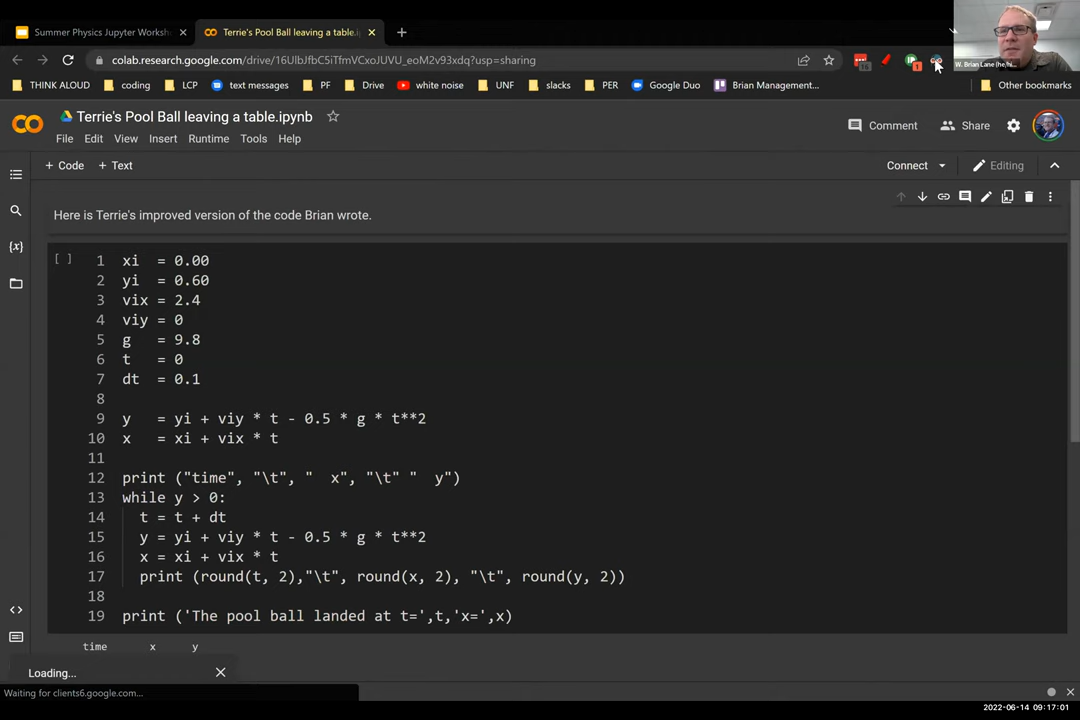 Summer Physics Jupyter Worksh
Terrie's Pool Ball leaving a table.i
colab.research.google.com/drive/16UlbJfbC5iTfmVCxoJUVU_eoM2v93xdq?usp=sharing
THINK ALOUD
coding
LCP
text messages
PF
Drive
white noise
UNF
slacks
PER
Google Duo
Brian Management...
Other bookmarks
W. Brian Lane (he/hi...
Terrie's Pool Ball leaving a table.ipynb
File Edit View Insert Runtime Tools Help
Comment
Share
+ Code + Text
Connect
Editing
Here is Terrie's improved version of the code Brian wrote.
[ ]
1 xi = 0.00
2 yi = 0.60
3 vix = 2.4
4 viy = 0
5 g = 9.8
6 t = 0
7 dt = 0.1
8
9 y = yi + viy * t - 0.5 * g * t**2
10 x = xi + vix * t
11
12 print ("time", "\t", "  x", "\t" "  y")
13 while y > 0:
14 t = t + dt
15 y = yi + viy * t - 0.5 * g * t**2
16 x = xi + vix * t
17 print (round(t, 2),"\t", round(x, 2), "\t", round(y, 2))
18
19 print ('The pool ball landed at t=',t,'x=',x)
time x y
Loading...
Waiting for clients6.google.com...
2022-06-14 09:17:01